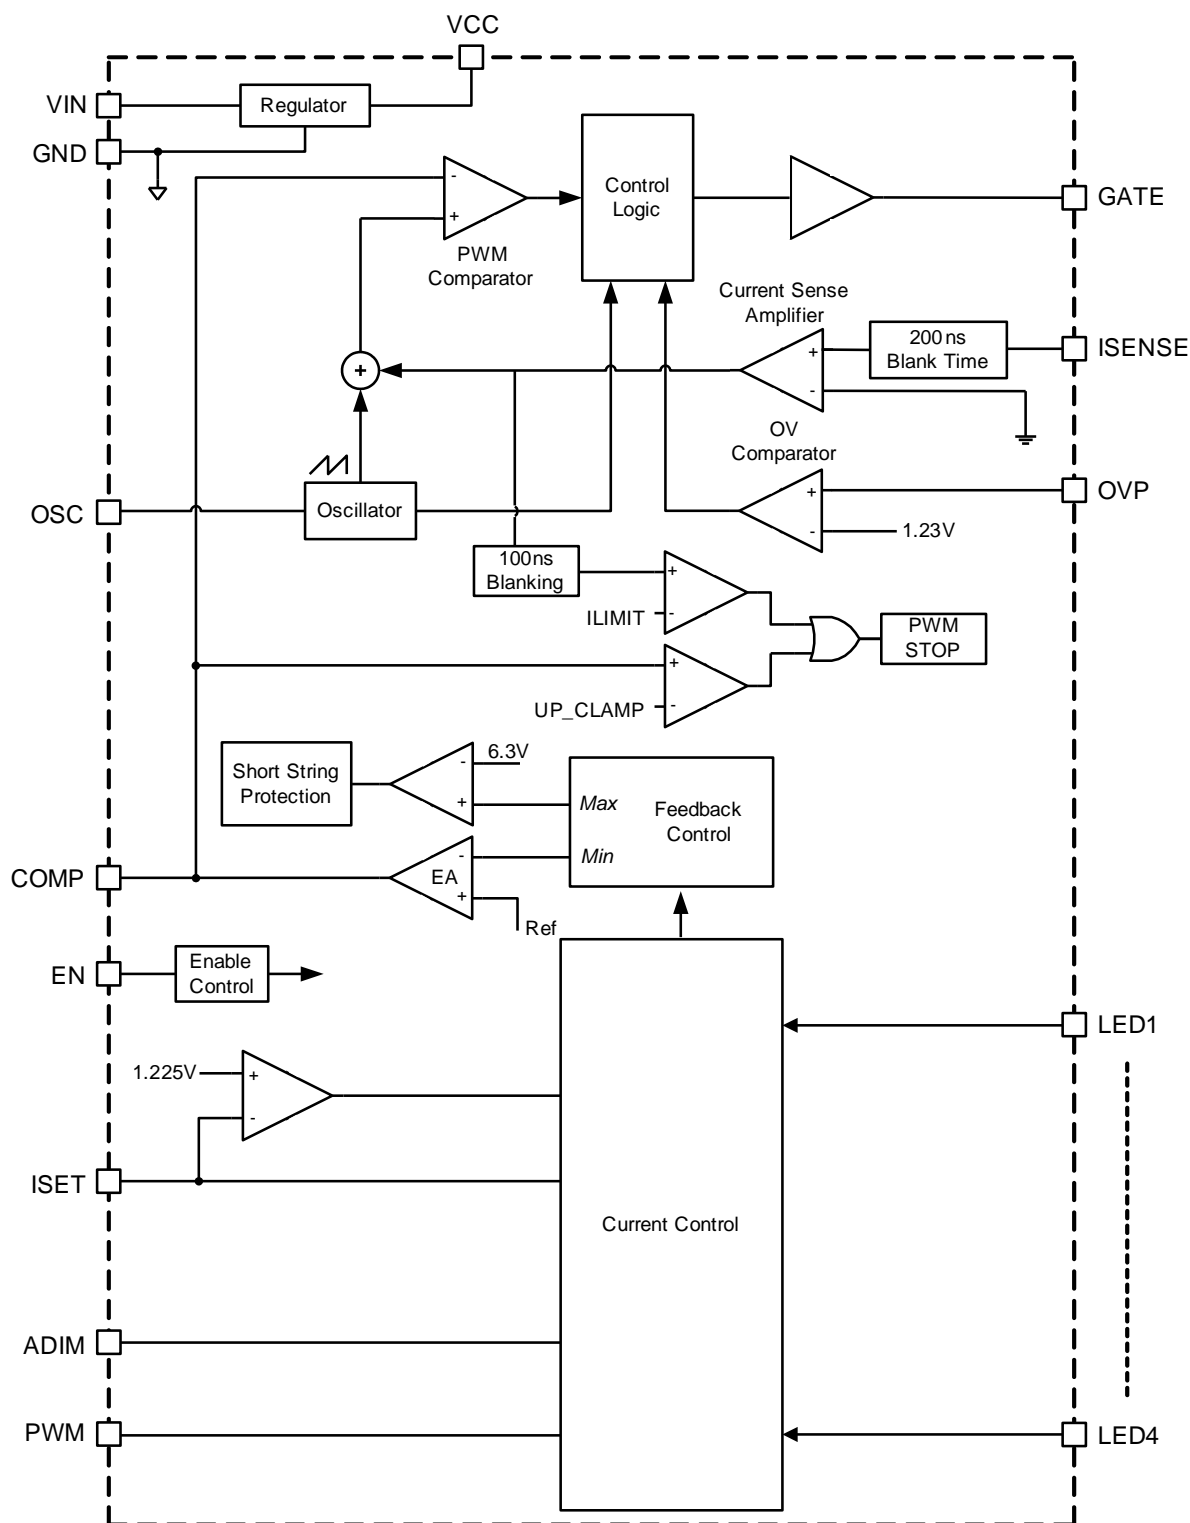 VCC
VIN
Regulator
GND
-
+
PWM
Comparator
Control
Logic
GATE
Current Sense
Amplifier
+
-
200ns
Blank Time
ISENSE
+
OV
Comparator
+
-
1.23V
OVP
OSC
Oscillator
100ns
Blanking
+
-
ILIMIT
PWM
STOP
+
-
UP_CLAMP
Short String
Protection
-
+
6.3V
Max
Min
Feedback
Control
COMP
EA
-
+
Ref
EN
Enable
Control
LED1
1.225V
+
-
ISET
Current Control
ADIM
PWM
LED4